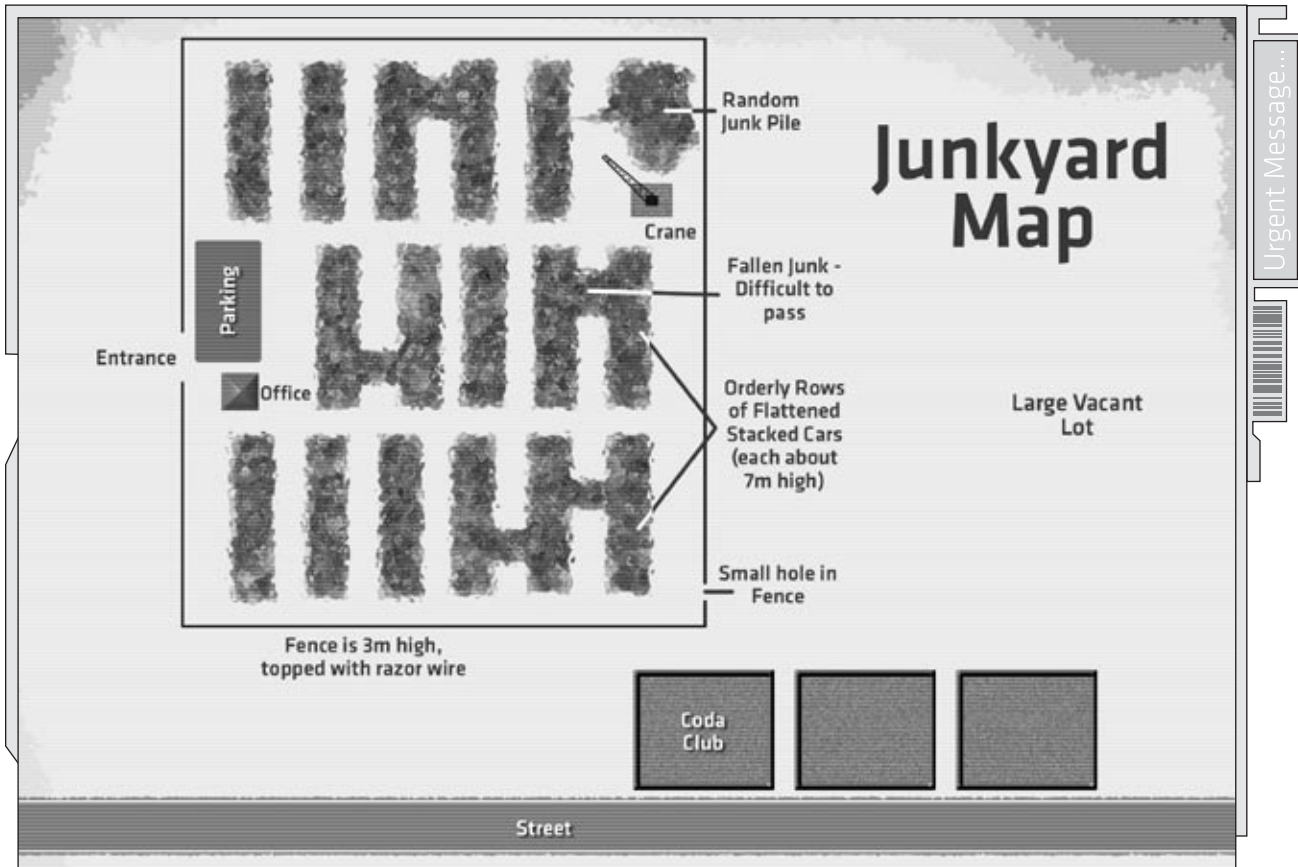 Junkyard
Map
Urgent Message...
Random
Junk Pile
Crane
Fallen Junk -
Difficult to
pass
Parking
Entrance
Office
Orderly Rows
of Flattened
Stacked Cars
(each about
7m high)
Large Vacant
Lot
Small hole in
Fence
Fence is 3m high,
topped with razor wire
Coda
Club
Street